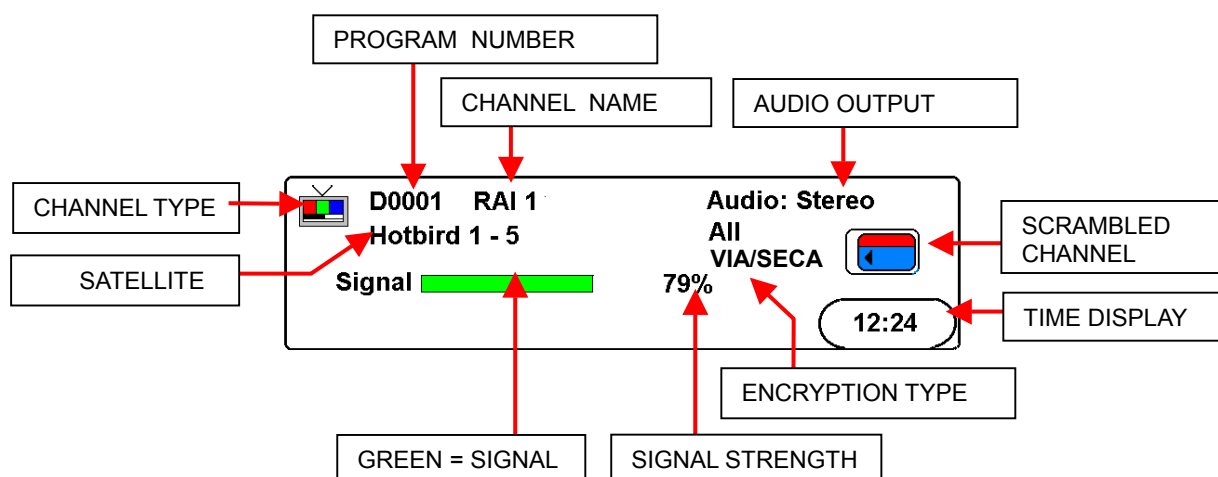 PROGRAM NUMBER
CHANNEL NAME
AUDIO OUTPUT
CHANNEL TYPE
D0001 RAI 1
Audio: Stereo
SCRAMBLED
CHANNEL
Hotbird 1 - 5
All
VIA/SECA
SATELLITE
Signal
79%
12:24
TIME DISPLAY
ENCRYPTION TYPE
GREEN = SIGNAL
SIGNAL STRENGTH